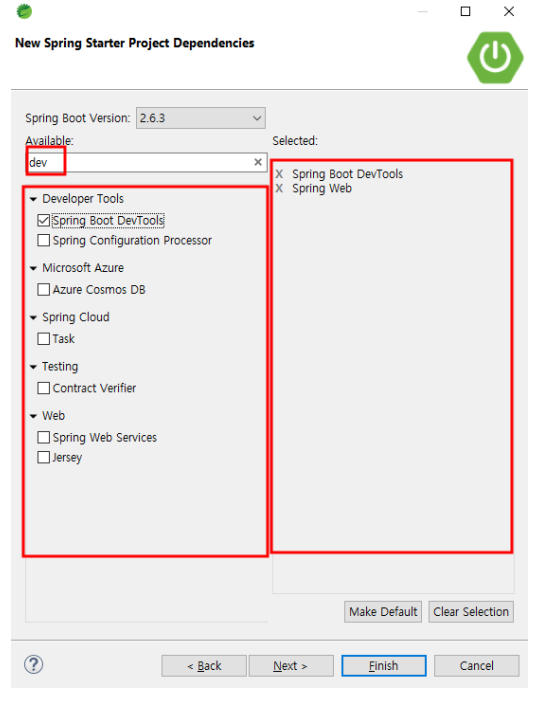 New Spring Starter Project Dependencies
Spring Boot Version: 2.6.3
Available:
Selected:
dev
X Spring Boot DevTools
X Spring Web
Developer Tools
Spring Boot DevTools
Spring Configuration Processor
Microsoft Azure
Azure Cosmos DB
Spring Cloud
Task
Testing
Contract Verifier
Web
Spring Web Services
Jersey
Make Default Clear Selection
? < Back Next > Finish Cancel